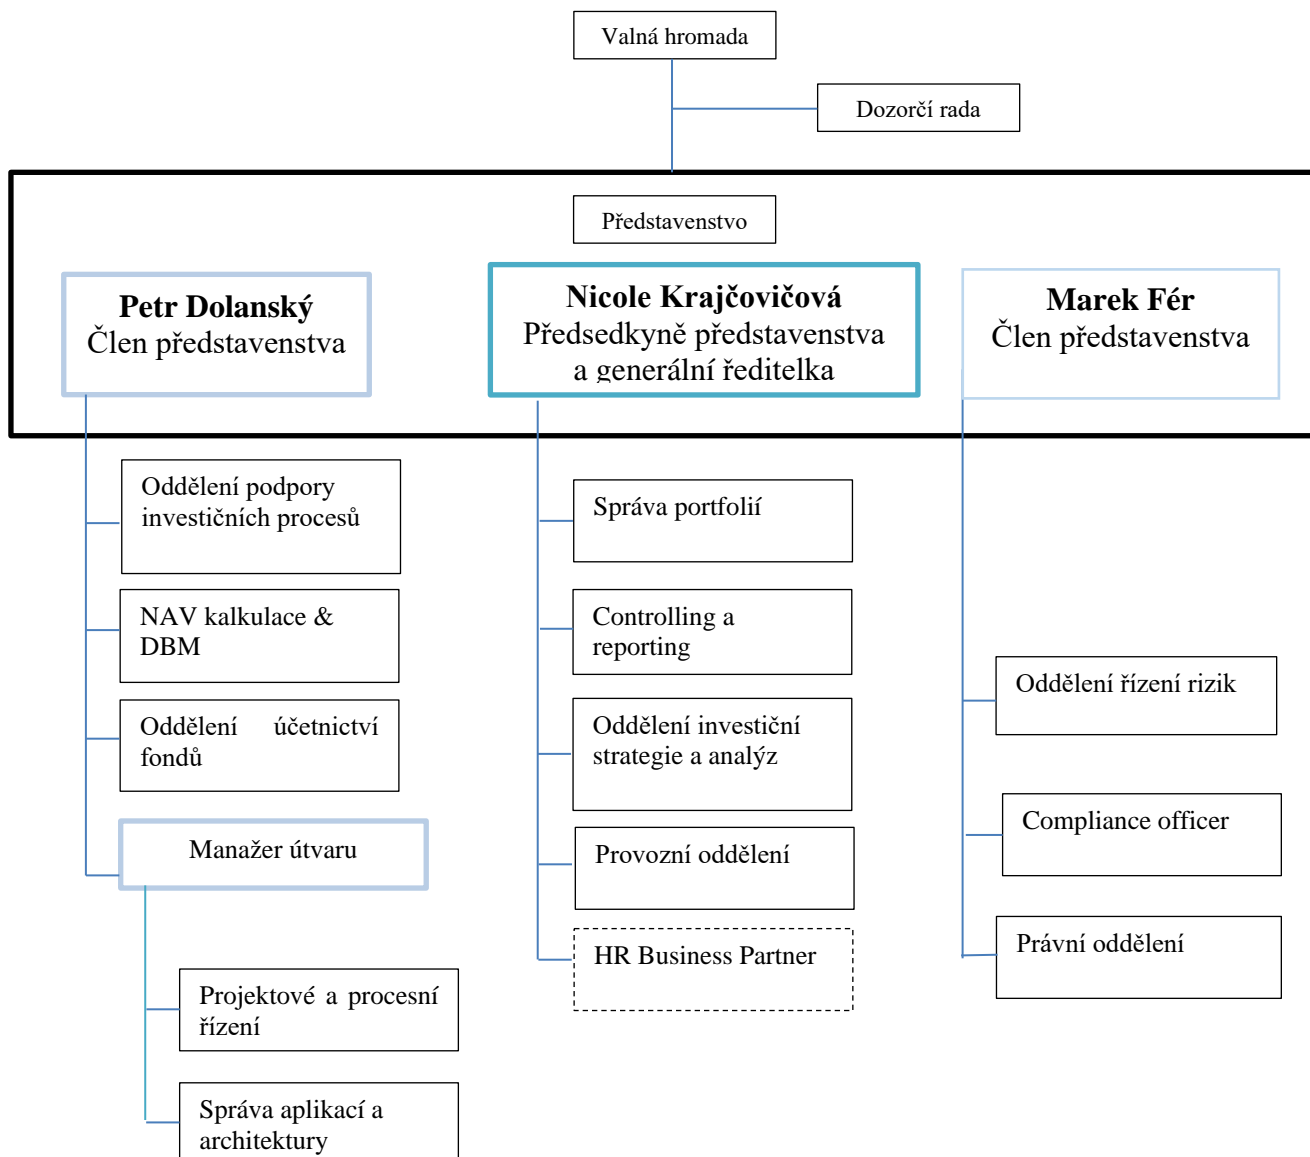 Valná hromada
Dozorčí rada
Představenstvo
Petr Dolanský
Člen představenstva
Nicole Krajčovičová
Předsedkyně představenstva
a generální ředitelka
Marek Fér
Člen představenstva
Oddělení podpory
investičních procesů
NAV kalkulace &
DBM
Oddělení účetnictví
fondů
Manažer útvaru
Projektové a procesní
řízení
Správa aplikací a
architektury
Správa portfolií
Controlling a
reporting
Oddělení investiční
strategie a analýz
Provozní oddělení
HR Business Partner
Oddělení řízení rizik
Compliance officer
Právní oddělení